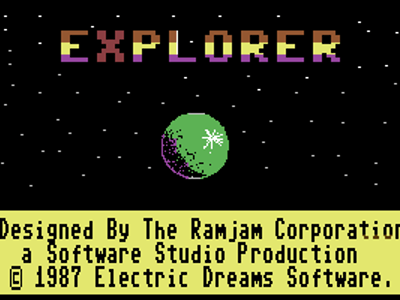 EXPLORER
Designed By The Ramjam Corporation
a Software Studio Production
© 1987 Electric Dreams Software.